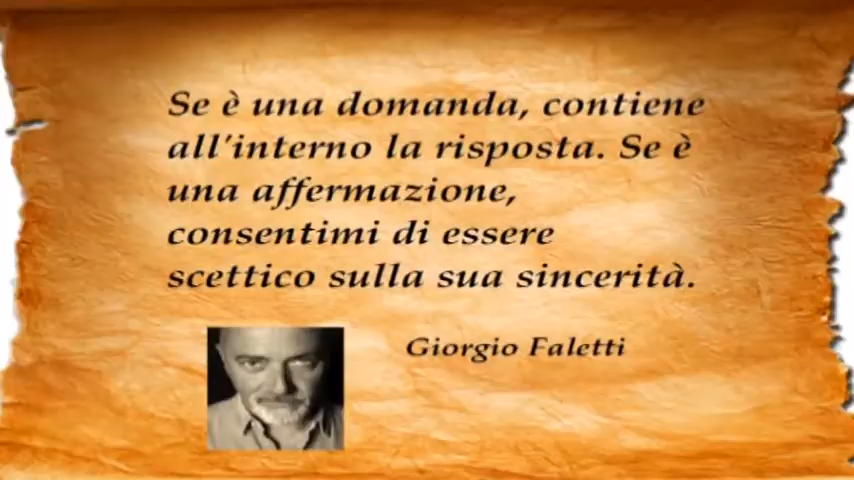 Se è una domanda, contiene
all'interno la risposta. Se è
una affermazione,
consentimi di essere
scettico sulla sua sincerità.
Giorgio Faletti